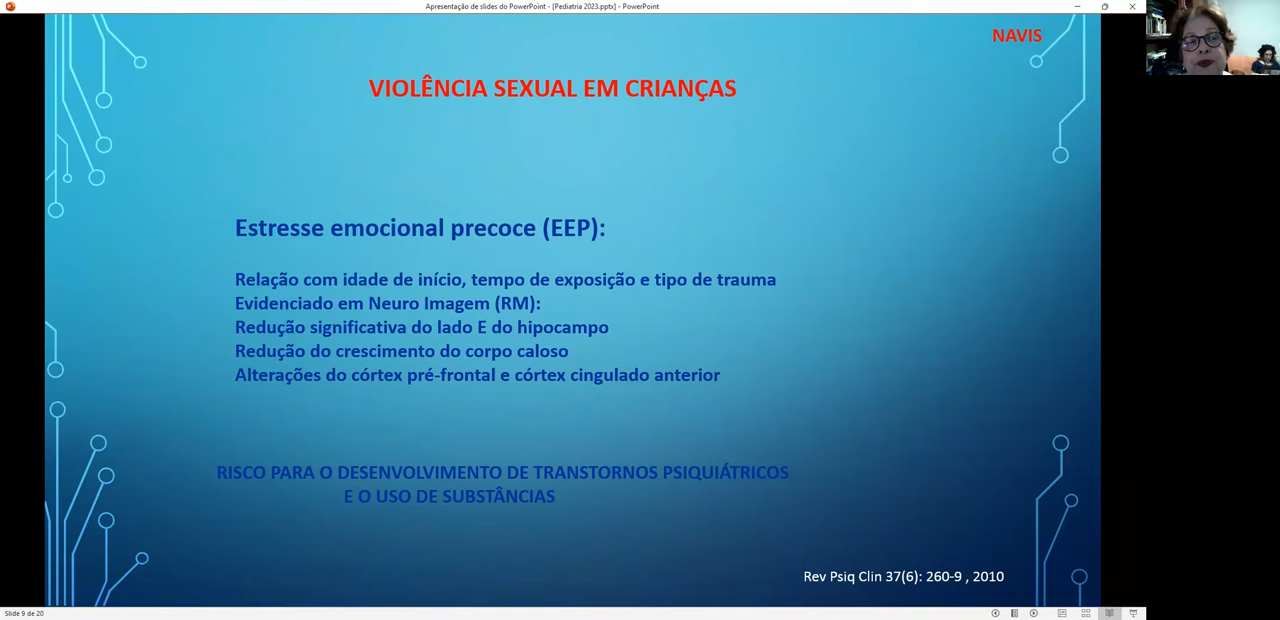 Apresentação de slides do PowerPoint - [Pediatria 2023.pptx] - PowerPoint
NAVIS
VIOLÊNCIA SEXUAL EM CRIANÇAS
Estresse emocional precoce (EEP):
Relação com idade de início, tempo de exposição e tipo de trauma
Evidenciado em Neuro Imagem (RM):
Redução significativa do lado E do hipocampo
Redução do crescimento do corpo caloso
Alterações do córtex pré-frontal e córtex cingulado anterior
RISCO PARA O DESENVOLVIMENTO DE TRANSTORNOS PSIQUIÁTRICOS
E O USO DE SUBSTÂNCIAS
Rev Psiq Clin 37(6): 260-9 , 2010
Slide 9 de 20